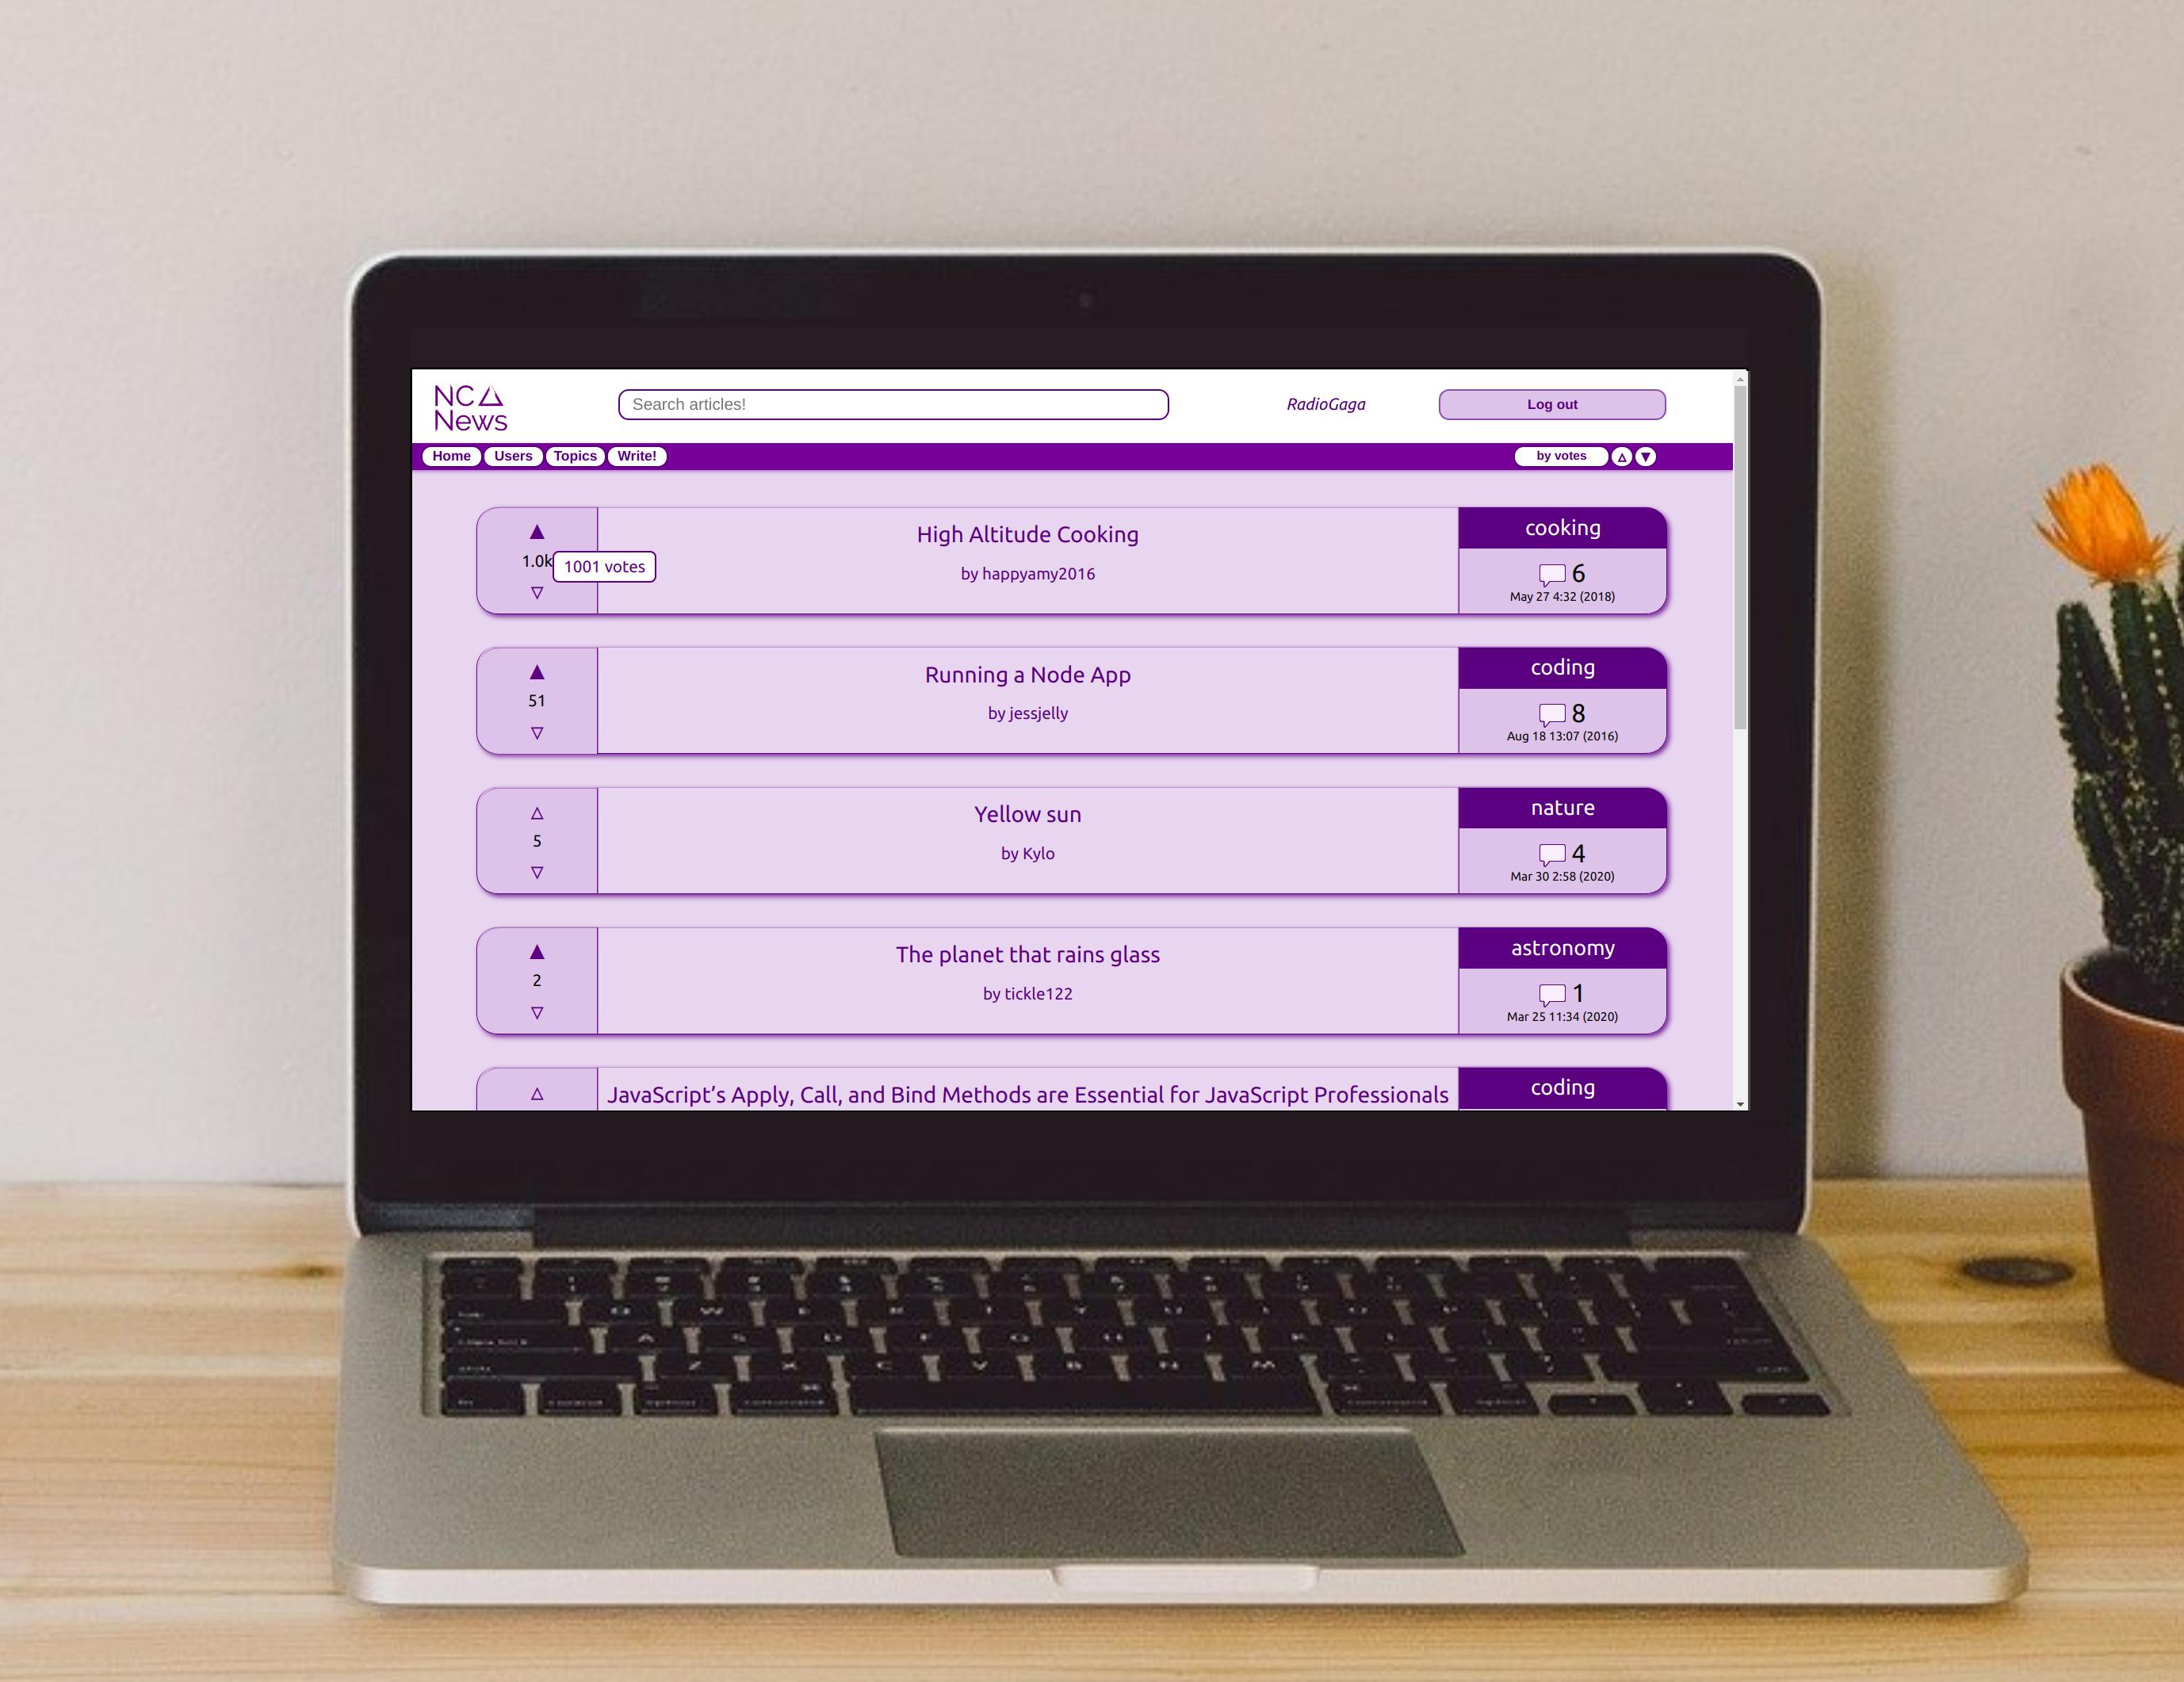 NC
News
Search articles!
RadioGaga
Log out
Home
Users
Topics
Write!
by votes
High Altitude Cooking
by happyamy2016
1.0k
1001 votes
cooking
6
May 27 4:32 (2018)
Running a Node App
by jessjelly
51
coding
8
Aug 18 13:07 (2016)
Yellow sun
by Kylo
5
nature
4
Mar 30 2:58 (2020)
The planet that rains glass
by tickle122
2
astronomy
1
Mar 25 11:34 (2020)
JavaScript’s Apply, Call, and Bind Methods are Essential for JavaScript Professionals
coding